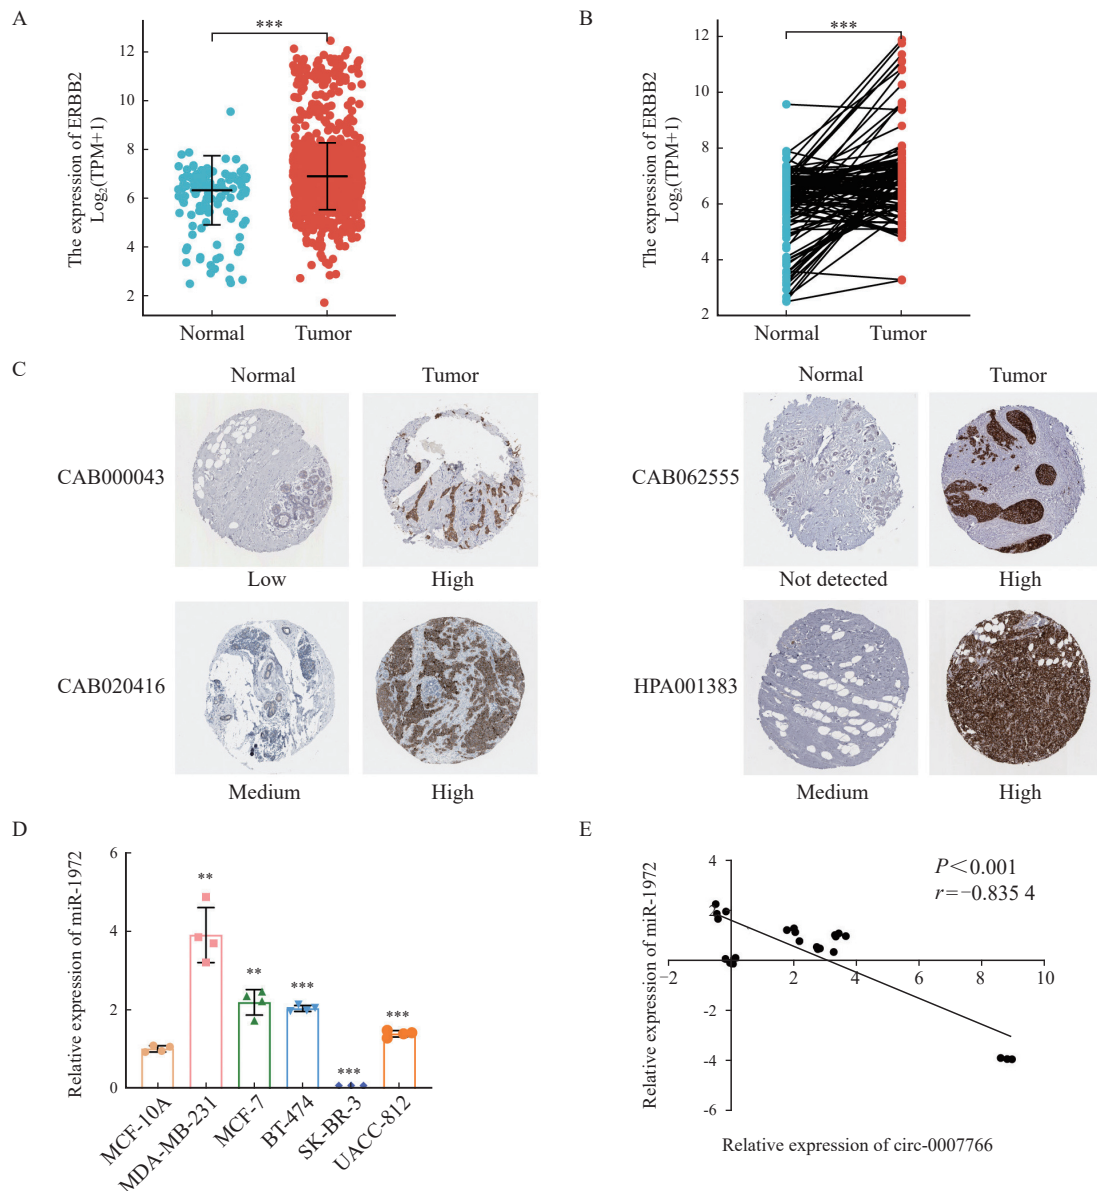 A
The expression of ERBB2
Log₂(TPM+1)
***
12
10
8
6
4
2
Normal
Tumor
B
The expression of ERBB2
Log₂(TPM+1)
***
12
10
8
6
4
2
Normal
Tumor
C
Normal
Tumor
Normal
Tumor
CAB000043
CAB062555
Low
High
Not detected
High
CAB020416
HPA001383
Medium
High
Medium
High
D
Relative expression of miR-1972
6
4
2
0
**
**
***
***
***
MCF-10A
MDA-MB-231
MCF-7
BT-474
SK-BR-3
UACC-812
E
Relative expression of miR-1972
P<0.001
r=−0.835 4
4
2
0
-2
-4
-6
−2
2
4
6
8
10
Relative expression of circ-0007766